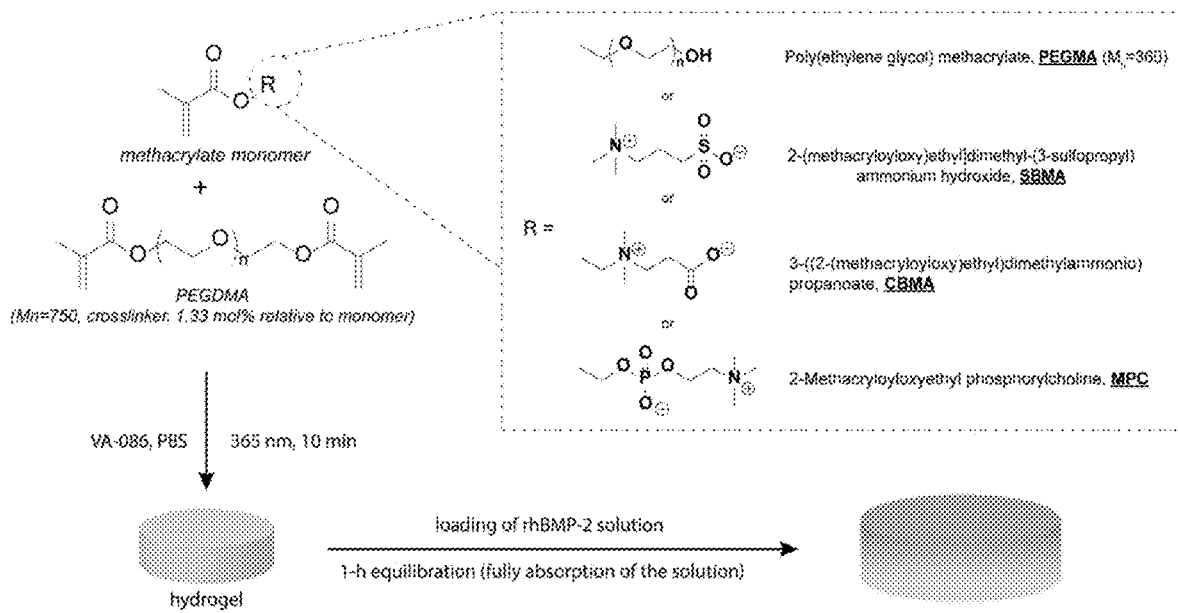 O
O
R
methacrylate monomer
+
O
O
O
n
O
O
PEGDMA
(Mn=750, crosslinker, 1.33 mol% relative to monomer)
VA-086, PBS
365 nm, 10 min
hydrogel
loading of rhBMP-2 solution
1-h equilibration (fully absorption of the solution)
R =
O
n
OH
Poly(ethylene glycol) methacrylate, PEGMA (Mn=360)
or
N⊕
O
S
O
O⊖
2-(methacryloyloxy)ethyl]dimethyl-(3-sulfopropyl)
ammonium hydroxide, SBMA
or
N⊕
O⊖
O
3-((2-(methacryloyloxy)ethyl)dimethylammonio)
propanoate, CBMA
or
O
O
P
O
O⊖
N⊕
2-Methacryloyloxyethyl phosphorylcholine, MPC